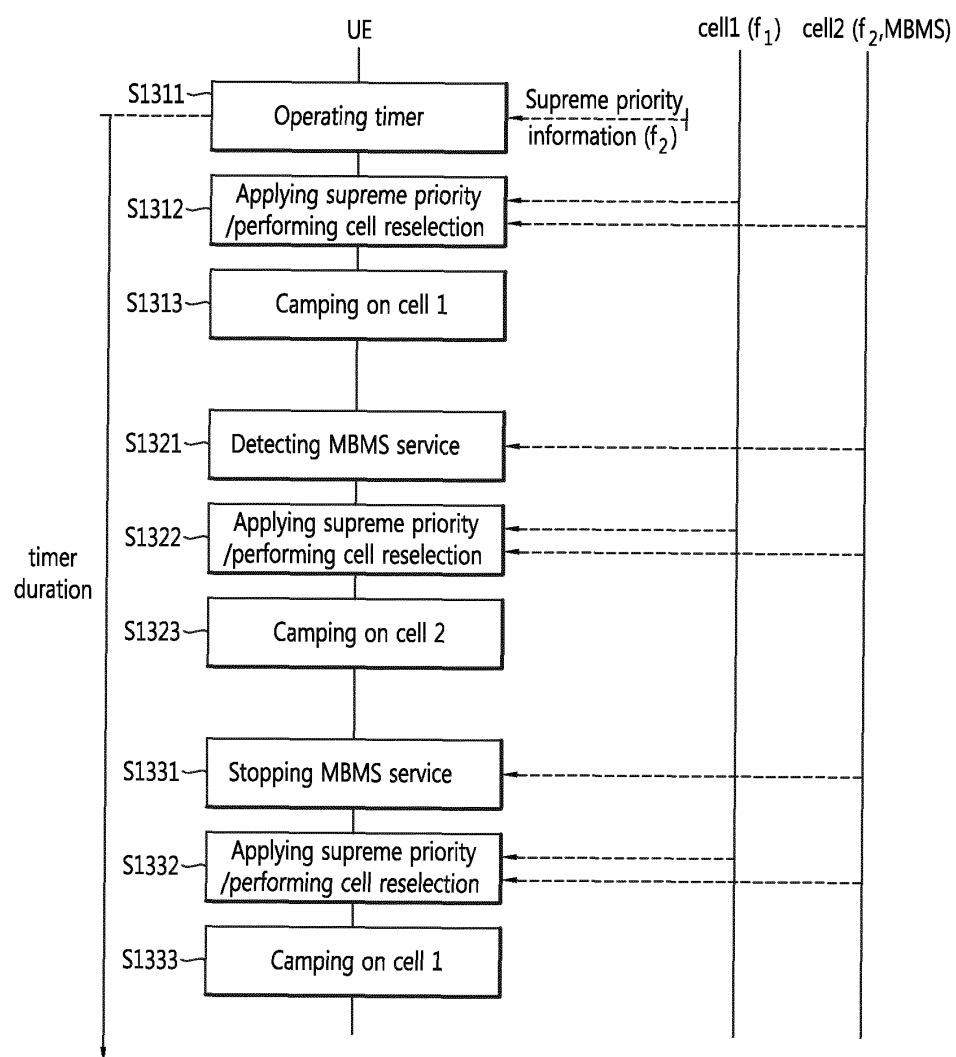 UE
cell1 (f1)
cell2 (f2,MBMS)
S1311
Operating timer
Supreme priority
information (f2)
S1312
Applying supreme priority
/performing cell reselection
S1313
Camping on cell 1
S1321
Detecting MBMS service
S1322
Applying supreme priority
/performing cell reselection
timer
duration
S1323
Camping on cell 2
S1331
Stopping MBMS service
S1332
Applying supreme priority
/performing cell reselection
S1333
Camping on cell 1